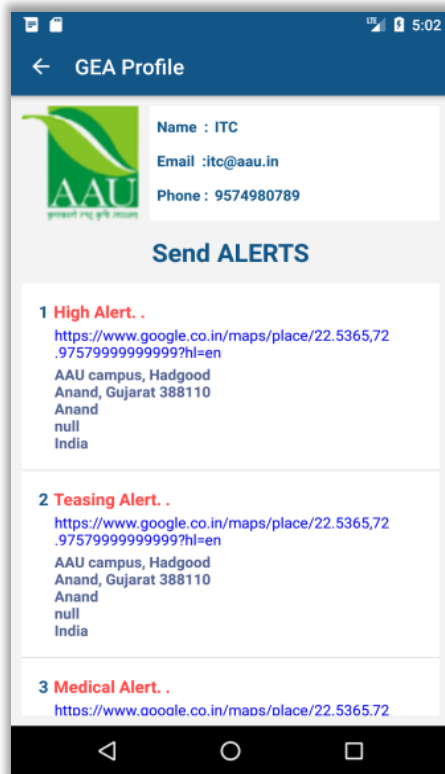 LTE 5:02
GEA Profile
AAU
Name : ITC
Email :itc@aau.in
Phone : 9574980789
Send ALERTS
1 High Alert. .
https://www.google.co.in/maps/place/22.5365,72
.97579999999999?hl=en
AAU campus, Hadgood
Anand, Gujarat 388110
Anand
null
India
2 Teasing Alert. .
https://www.google.co.in/maps/place/22.5365,72
.97579999999999?hl=en
AAU campus, Hadgood
Anand, Gujarat 388110
Anand
null
India
3 Medical Alert. .
https://www.google.co.in/maps/place/22.5365,72